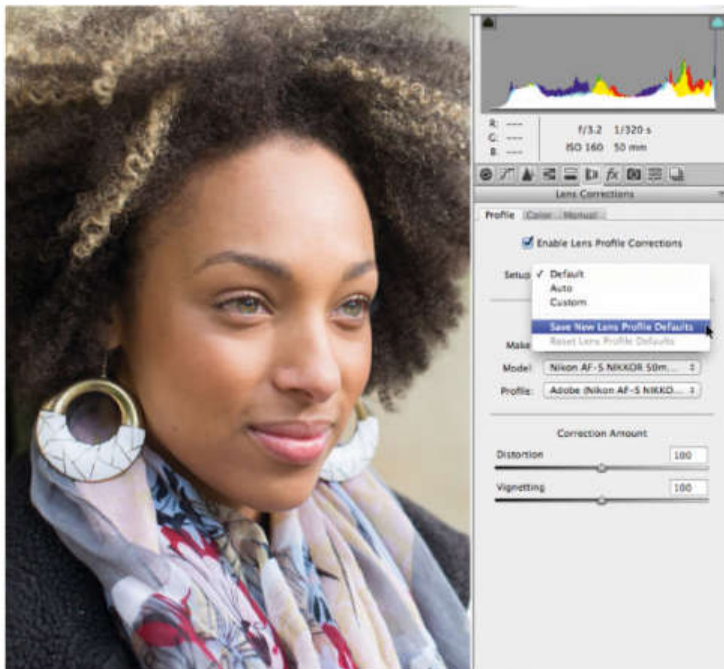 R: ---
G: ---
B: ---
f/3.2 1/320 s
ISO 160 50 mm
fx
Lens Corrections
Profile Color Manual
Enable Lens Profile Corrections
Setup ✓ Default
Auto
Custom
Save New Lens Profile Defaults
Reset Lens Profile Defaults
Make
Model: Nikon AF-S NIKKOR 50m...
Profile: Adobe (Nikon AF-S NIKKO...
Correction Amount
Distortion 100
Vignetting 100